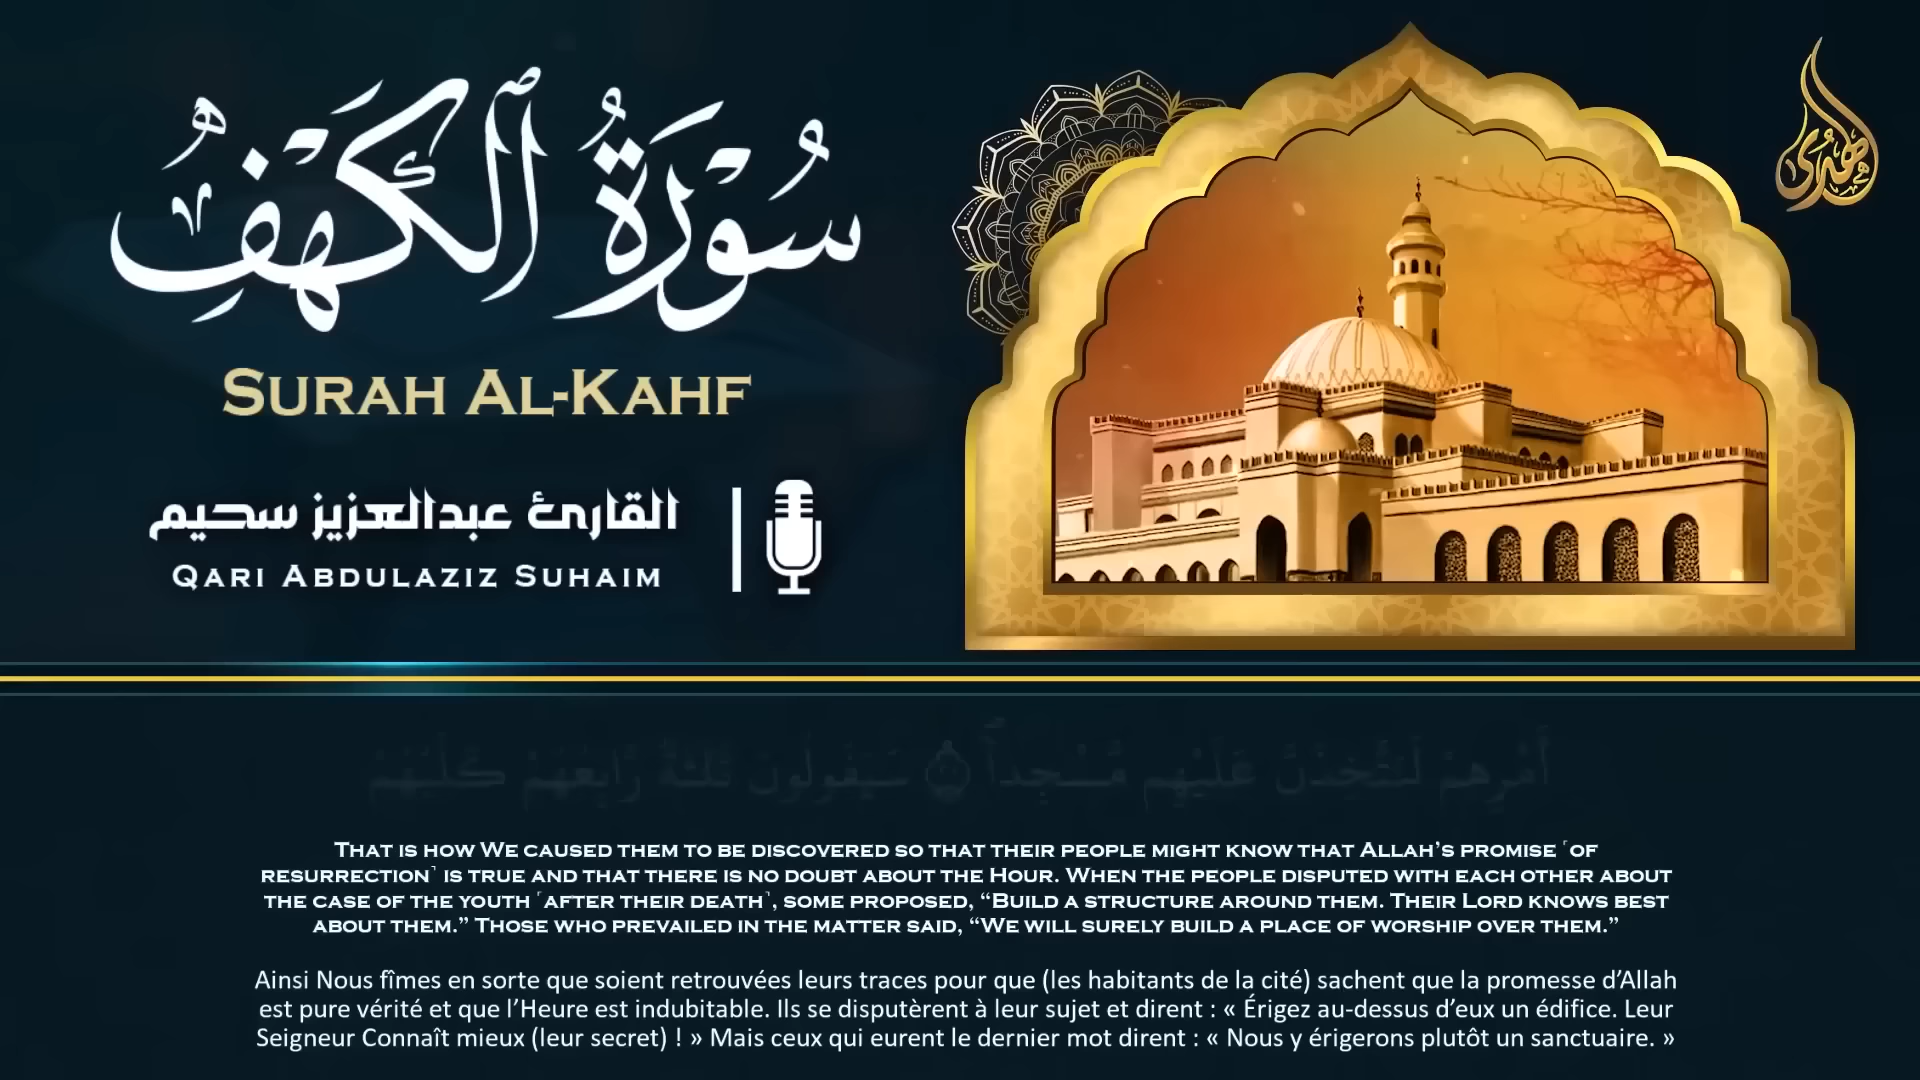 سُورَةُ ٱلْكَهْفِ
SURAH AL-KAHF
القارئ عبدالعزيز سحيم
QARI ABDULAZIZ SUHAIM
الهدى
أَمْرِهِمْ لَنَتَّخِذَنَّ عَلَيْهِم مَّسْجِداً ۝ سَيَقُولُونَ ثَلَٰثَةٌ رَّابِعُهُمْ كَلْبُهُمْ
THAT IS HOW WE CAUSED THEM TO BE DISCOVERED SO THAT THEIR PEOPLE MIGHT KNOW THAT ALLAH’S PROMISE ˹OF
RESURRECTION˺ IS TRUE AND THAT THERE IS NO DOUBT ABOUT THE HOUR. WHEN THE PEOPLE DISPUTED WITH EACH OTHER ABOUT
THE CASE OF THE YOUTH ˹AFTER THEIR DEATH˺, SOME PROPOSED, “BUILD A STRUCTURE AROUND THEM. THEIR LORD KNOWS BEST
ABOUT THEM.” THOSE WHO PREVAILED IN THE MATTER SAID, “WE WILL SURELY BUILD A PLACE OF WORSHIP OVER THEM.”
Ainsi Nous fîmes en sorte que soient retrouvées leurs traces pour que (les habitants de la cité) sachent que la promesse d’Allah
est pure vérité et que l’Heure est indubitable. Ils se disputèrent à leur sujet et dirent : « Érigez au-dessus d’eux un édifice. Leur
Seigneur Connaît mieux (leur secret) ! » Mais ceux qui eurent le dernier mot dirent : « Nous y érigerons plutôt un sanctuaire. »